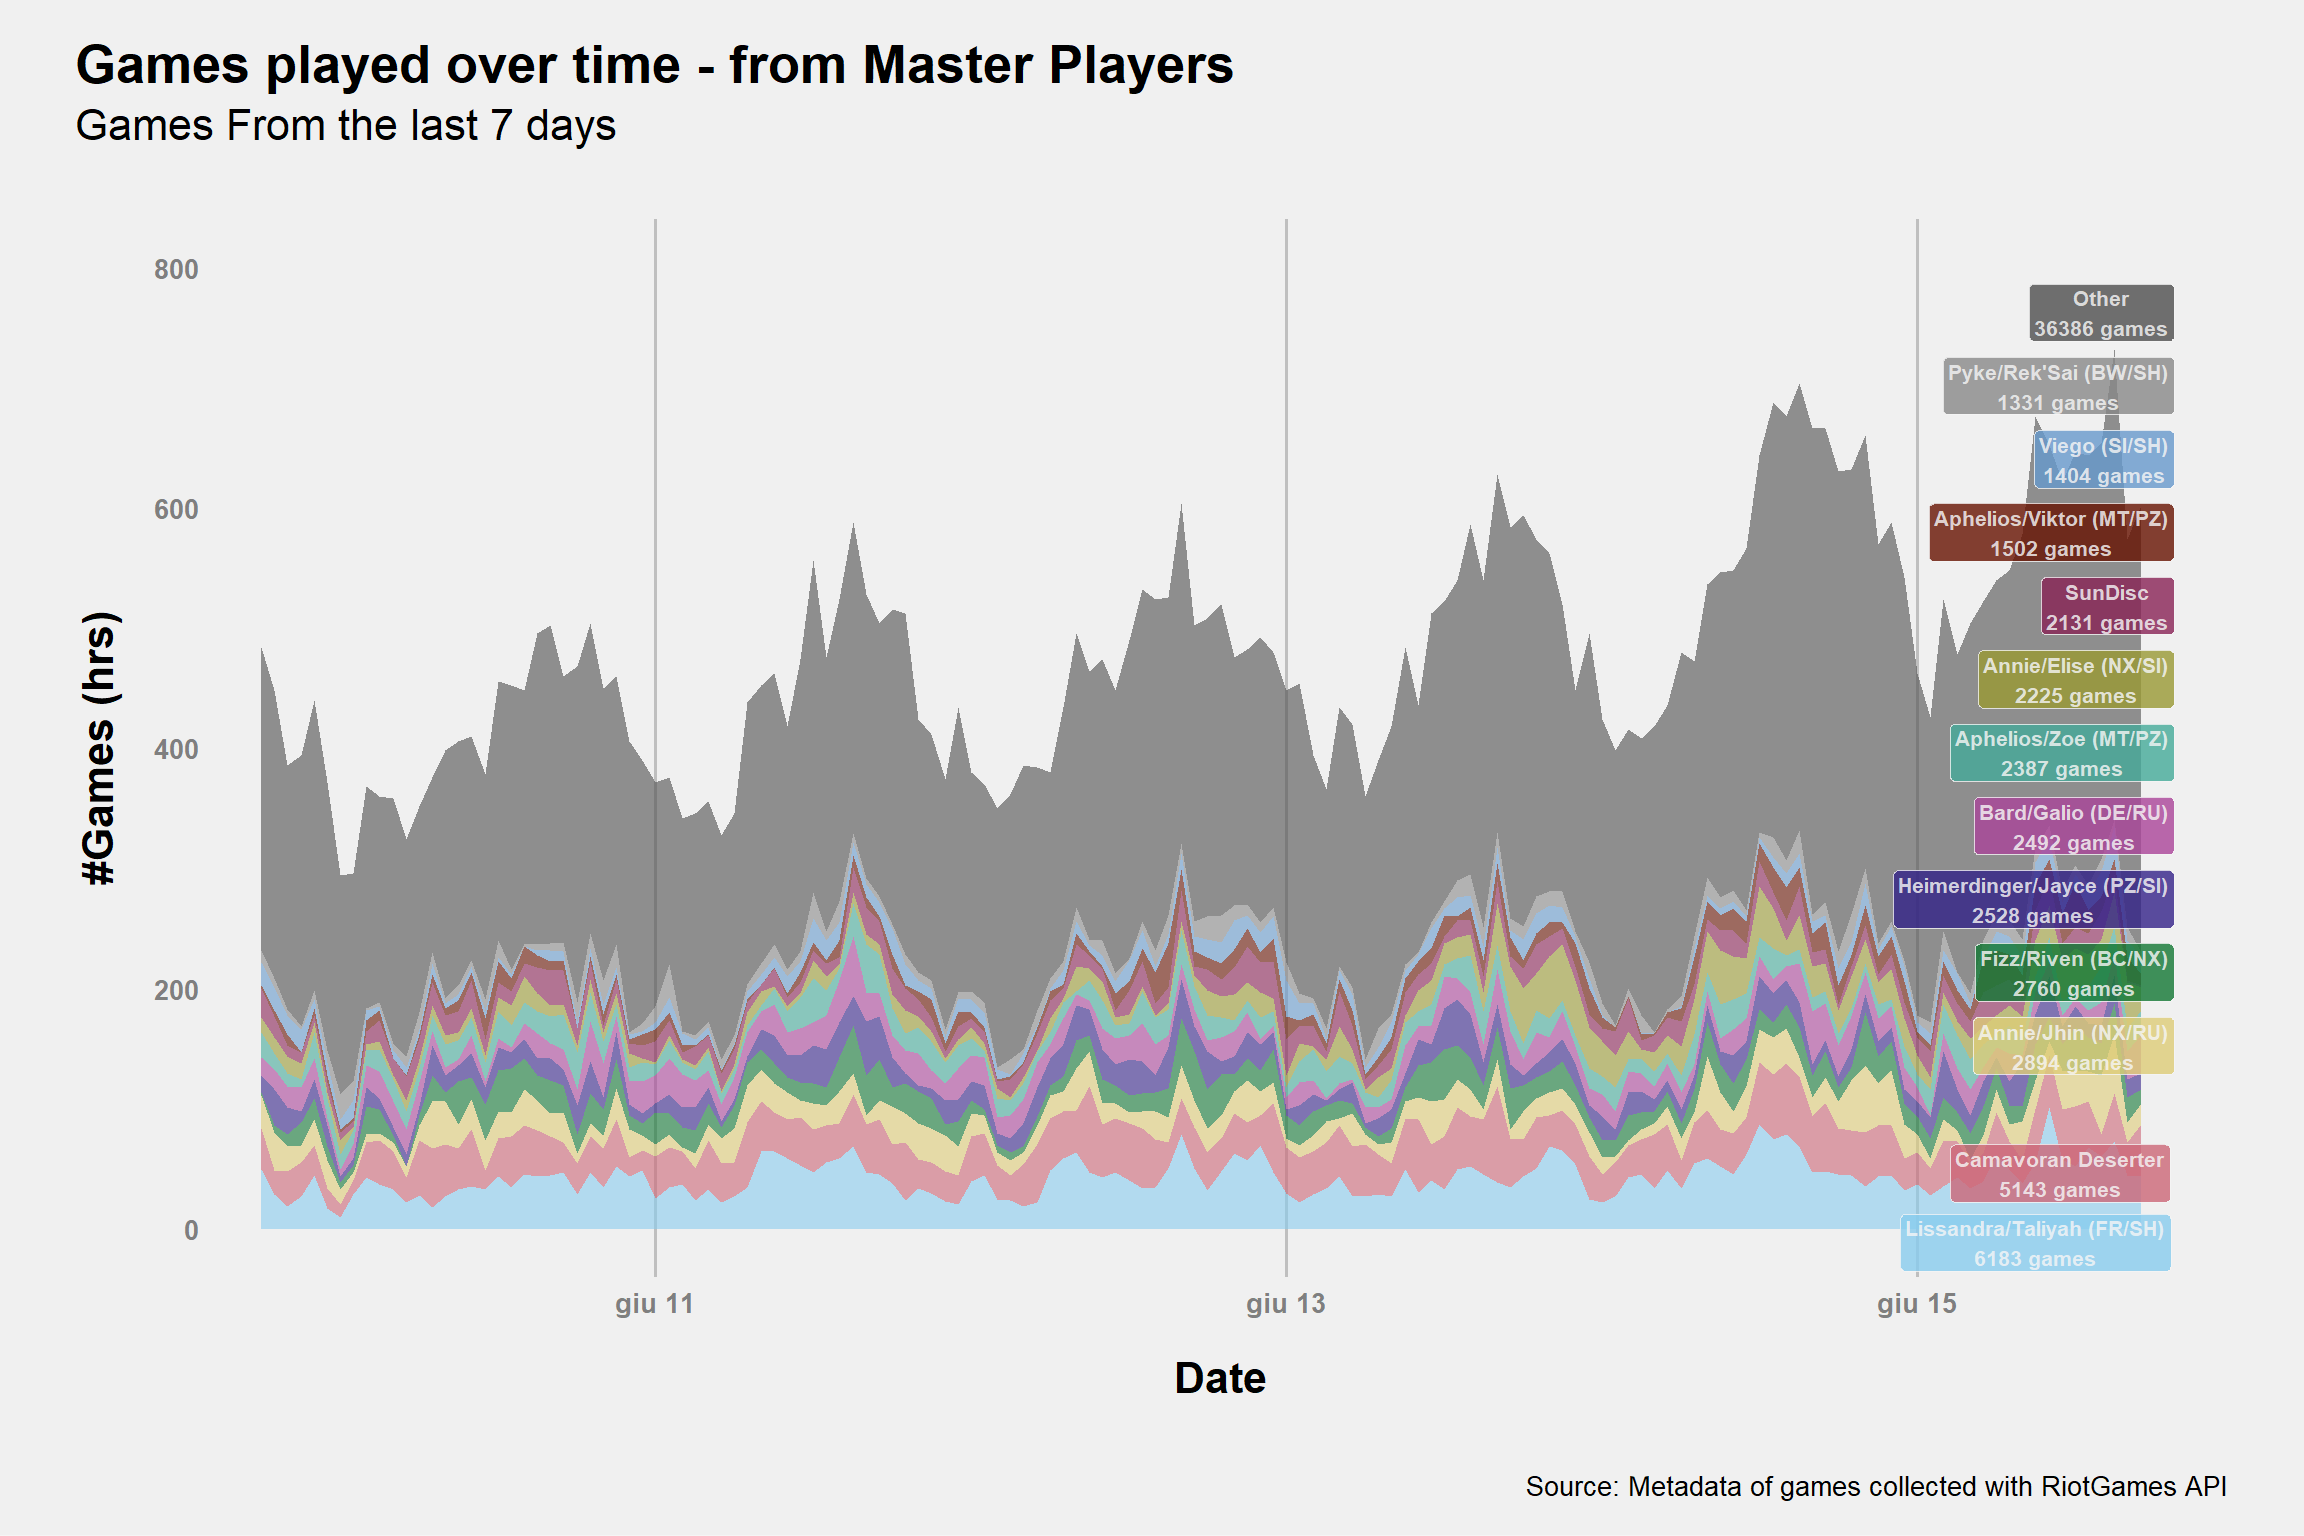 Games played over time - from Master Players
Games From the last 7 days
#Games (hrs)
800
600
400
200
0
Other
36386 games
Pyke/Rek'Sai (BW/SH)
1331 games
Viego (SI/SH)
1404 games
Aphelios/Viktor (MT/PZ)
1502 games
SunDisc
2131 games
Annie/Elise (NX/SI)
2225 games
Aphelios/Zoe (MT/PZ)
2387 games
Bard/Galio (DE/RU)
2492 games
Heimerdinger/Jayce (PZ/SI)
2528 games
Fizz/Riven (BC/NX)
2760 games
Annie/Jhin (NX/RU)
2894 games
Camavoran Deserter
5143 games
Lissandra/Taliyah (FR/SH)
6183 games
giu 11
giu 13
giu 15
Date
Source: Metadata of games collected with RiotGames API